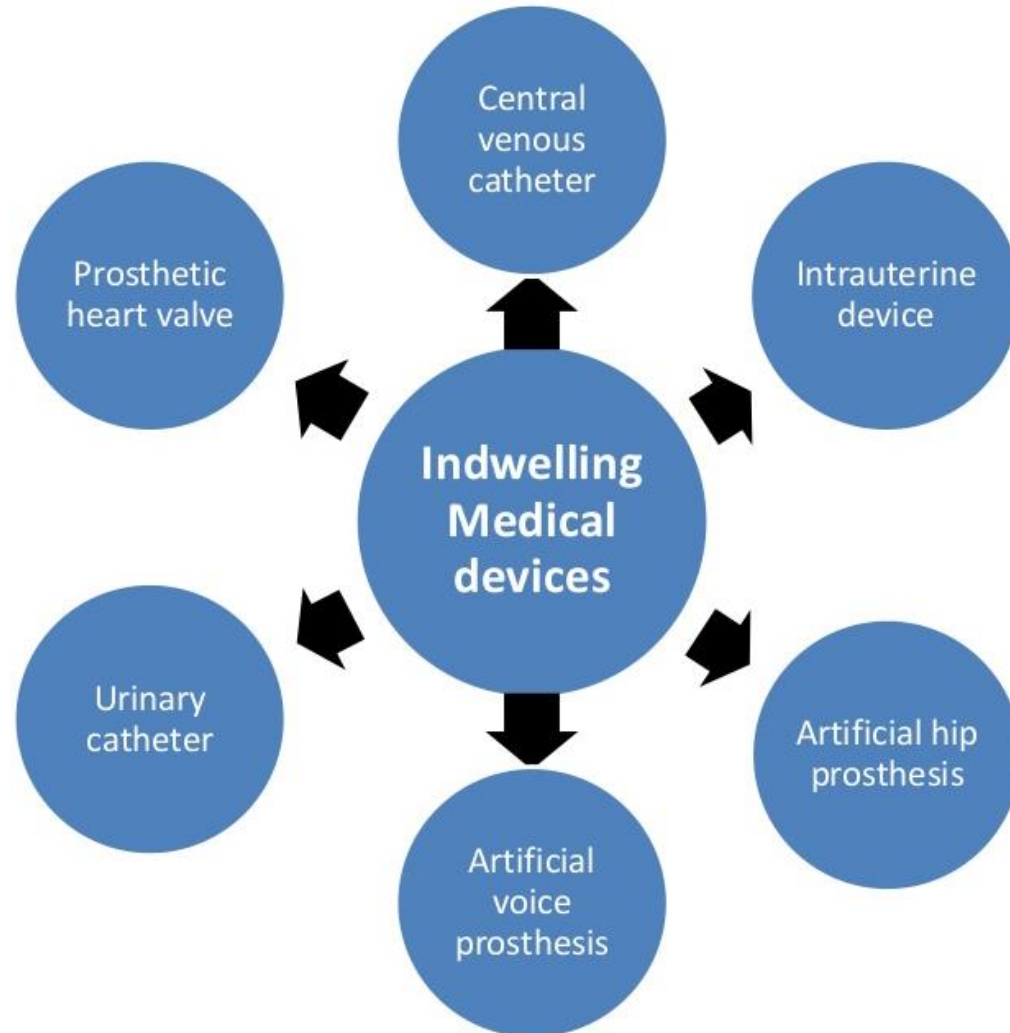 Central
venous
catheter
Prosthetic
heart valve
Intrauterine
device
Indwelling
Medical
devices
Urinary
catheter
Artificial hip
prosthesis
Artificial
voice
prosthesis